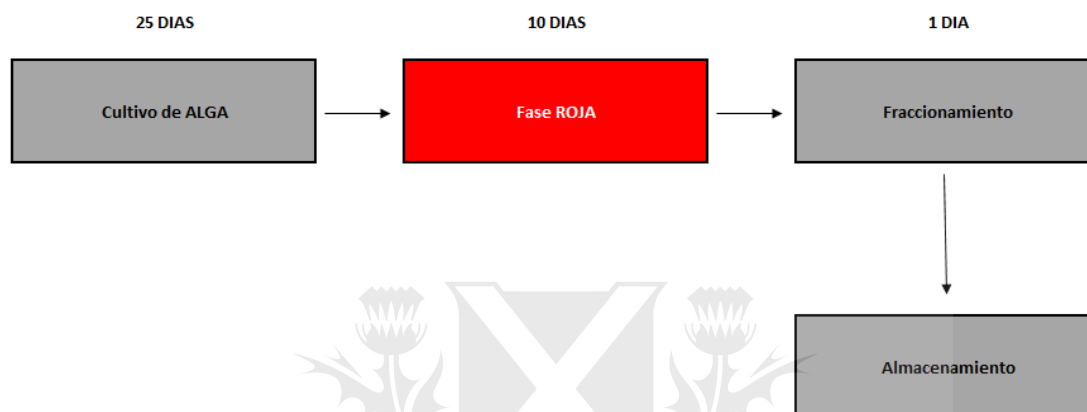 25 DIAS
10 DIAS
1 DIA
Cultivo de ALGA
Fase ROJA
Fraccionamiento
Almacenamiento